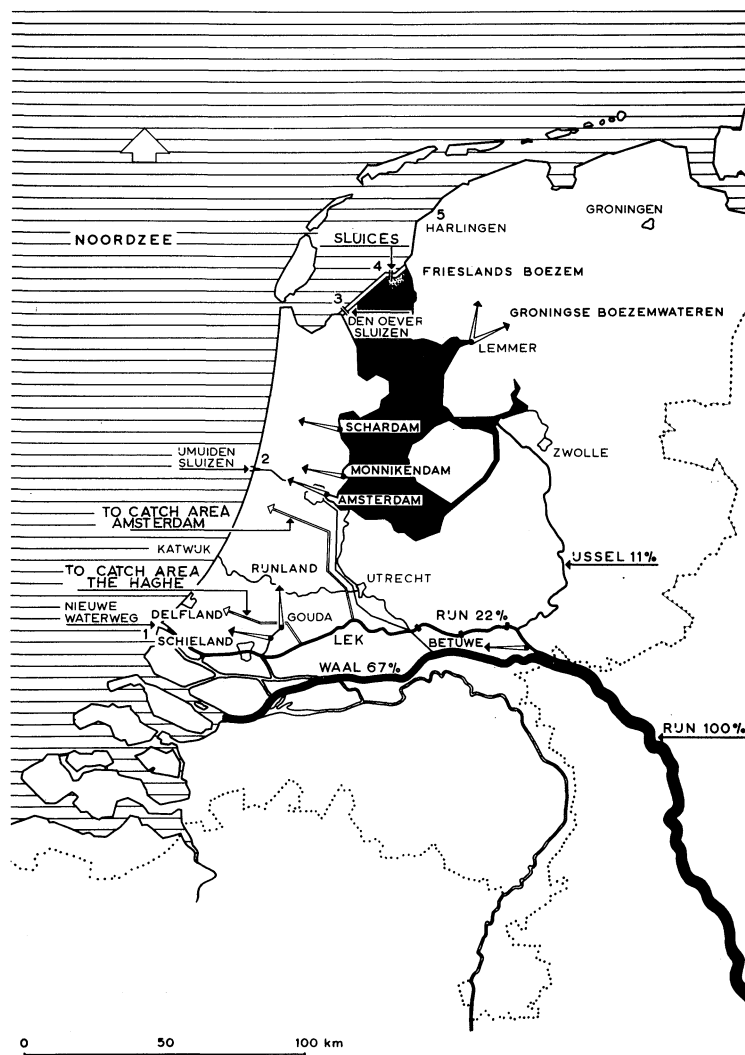 5
HARLINGEN
GRONINGEN
NOORDZEE
SLUICES
4
FRIESLANDS BOEZEM
3
DEN OEVER
SLUIZEN
GRONINGSE BOEZEMWATEREN
LEMMER
SCHARDAM
IJMUIDEN
SLUIZEN
2
MONNIKENDAM
ZWOLLE
AMSTERDAM
TO CATCH AREA
AMSTERDAM
KATWIJK
TO CATCH AREA
THE HAGHE
RIJNLAND
UTRECHT
IJSSEL 11%
NIEUWE
WATERWEG
1
DELFLAND
GOUDA
RIJN 22%
SCHIELAND
LEK
BETUWE
WAAL 67%
RIJN 100%
0 50 100 km